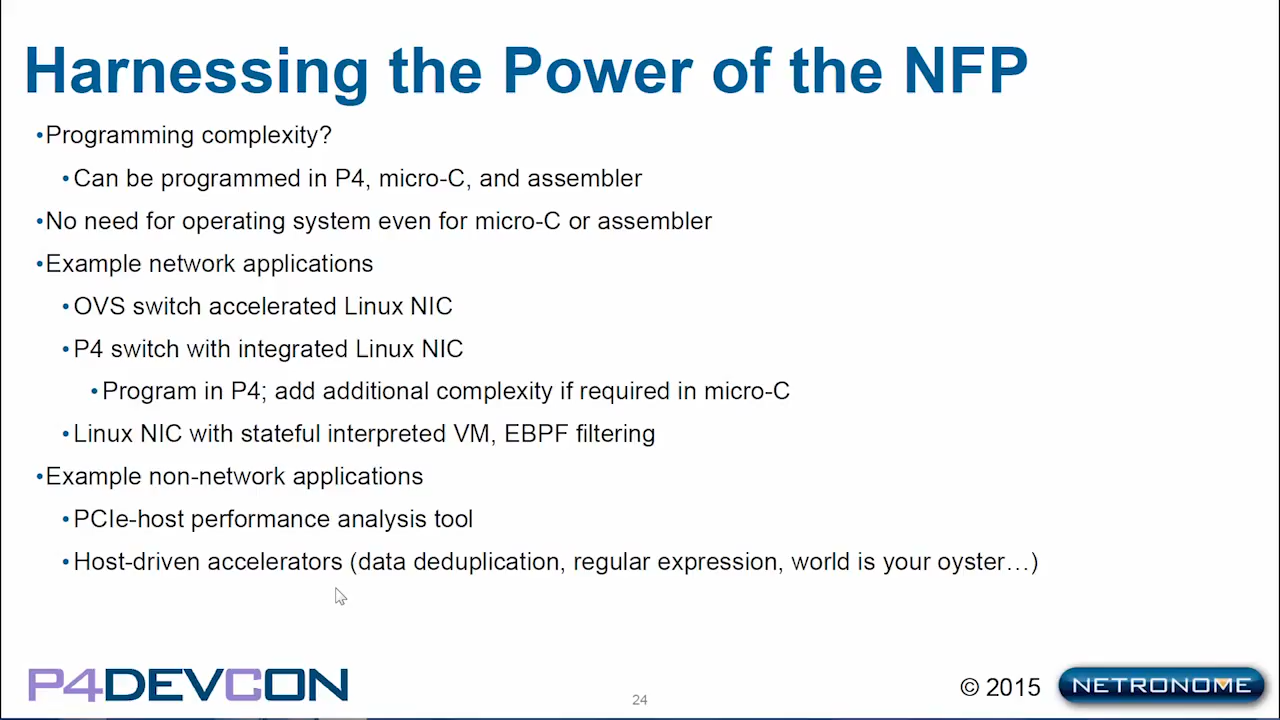 Harnessing the Power of the NFP
•Programming complexity?
•Can be programmed in P4, micro-C, and assembler
•No need for operating system even for micro-C or assembler
•Example network applications
•OVS switch accelerated Linux NIC
•P4 switch with integrated Linux NIC
•Program in P4; add additional complexity if required in micro-C
•Linux NIC with stateful interpreted VM, EBPF filtering
•Example non-network applications
•PCIe-host performance analysis tool
•Host-driven accelerators (data deduplication, regular expression, world is your oyster…)
P4DEVCON
24
© 2015
NETRONOME